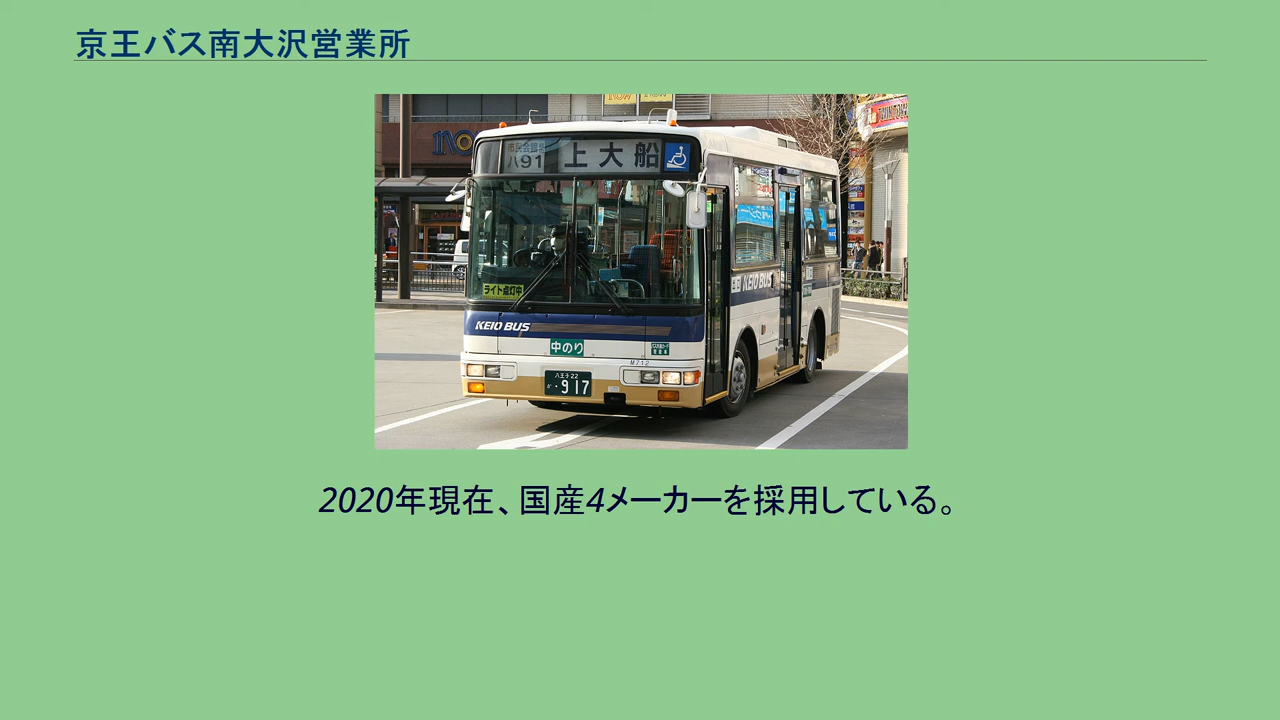 京王バス南大沢営業所
市民会館
八91
上大船
ライト点灯中
KEIO BUS
KEIO BUS
中のり
M712
八王子22
か・917
2020年現在、国産4メーカーを採用している。